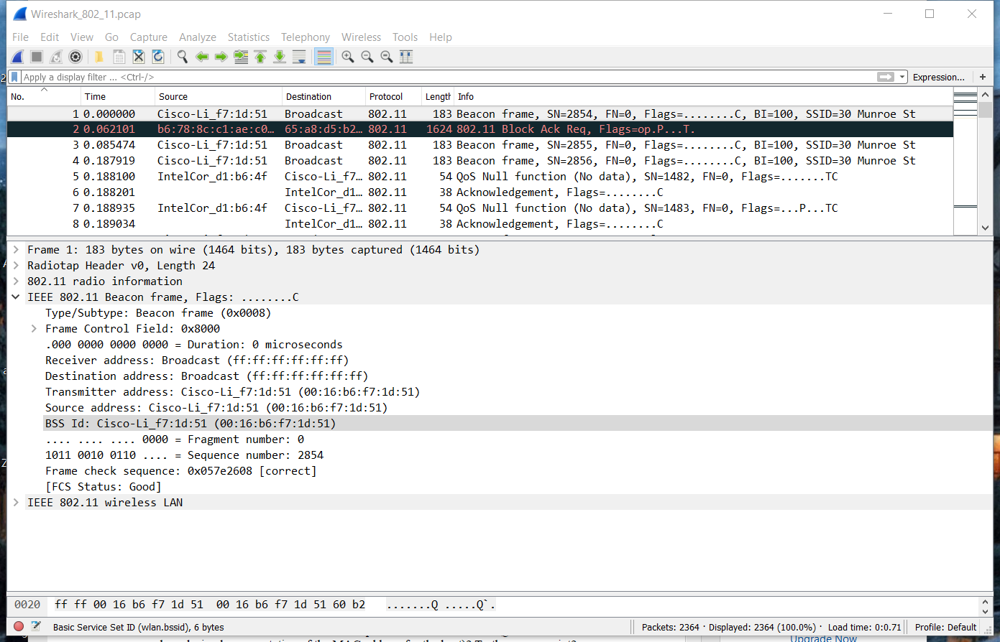 Wireshark_802_11.pcap
File Edit View Go Capture Analyze Statistics Telephony Wireless Tools Help
Apply a display filter ... <Ctrl-/> Expression... +
No. Time Source Destination Protocol Length Info
1 0.000000 Cisco-Li_f7:1d:51 Broadcast 802.11 183 Beacon frame, SN=2854, FN=0, Flags=........C, BI=100, SSID=30 Munroe St
2 0.062101 b6:78:8c:c1:ae:c0… 65:a8:d5:b2… 802.11 1624 802.11 Block Ack Req, Flags=op.P...T.
3 0.085474 Cisco-Li_f7:1d:51 Broadcast 802.11 183 Beacon frame, SN=2855, FN=0, Flags=........C, BI=100, SSID=30 Munroe St
4 0.187919 Cisco-Li_f7:1d:51 Broadcast 802.11 183 Beacon frame, SN=2856, FN=0, Flags=........C, BI=100, SSID=30 Munroe St
5 0.188100 IntelCor_d1:b6:4f Cisco-Li_f7… 802.11 54 QoS Null function (No data), SN=1482, FN=0, Flags=.......TC
6 0.188201 IntelCor_d1… 802.11 38 Acknowledgement, Flags=........C
7 0.188935 IntelCor_d1:b6:4f Cisco-Li_f7… 802.11 54 QoS Null function (No data), SN=1483, FN=0, Flags=...P...TC
8 0.189034 IntelCor_d1… 802.11 38 Acknowledgement, Flags=........C
Frame 1: 183 bytes on wire (1464 bits), 183 bytes captured (1464 bits)
Radiotap Header v0, Length 24
802.11 radio information
IEEE 802.11 Beacon frame, Flags: ........C
Type/Subtype: Beacon frame (0x0008)
Frame Control Field: 0x8000
.000 0000 0000 0000 = Duration: 0 microseconds
Receiver address: Broadcast (ff:ff:ff:ff:ff:ff)
Destination address: Broadcast (ff:ff:ff:ff:ff:ff)
Transmitter address: Cisco-Li_f7:1d:51 (00:16:b6:f7:1d:51)
Source address: Cisco-Li_f7:1d:51 (00:16:b6:f7:1d:51)
BSS Id: Cisco-Li_f7:1d:51 (00:16:b6:f7:1d:51)
.... .... .... 0000 = Fragment number: 0
1011 0010 0110 .... = Sequence number: 2854
Frame check sequence: 0x057e2608 [correct]
[FCS Status: Good]
IEEE 802.11 wireless LAN
0020 ff ff 00 16 b6 f7 1d 51 00 16 b6 f7 1d 51 60 b2 .......Q .....Q`.
Basic Service Set ID (wlan.bssid), 6 bytes Packets: 2364 · Displayed: 2364 (100.0%) · Load time: 0:0.71 Profile: Default
Upgrade Now